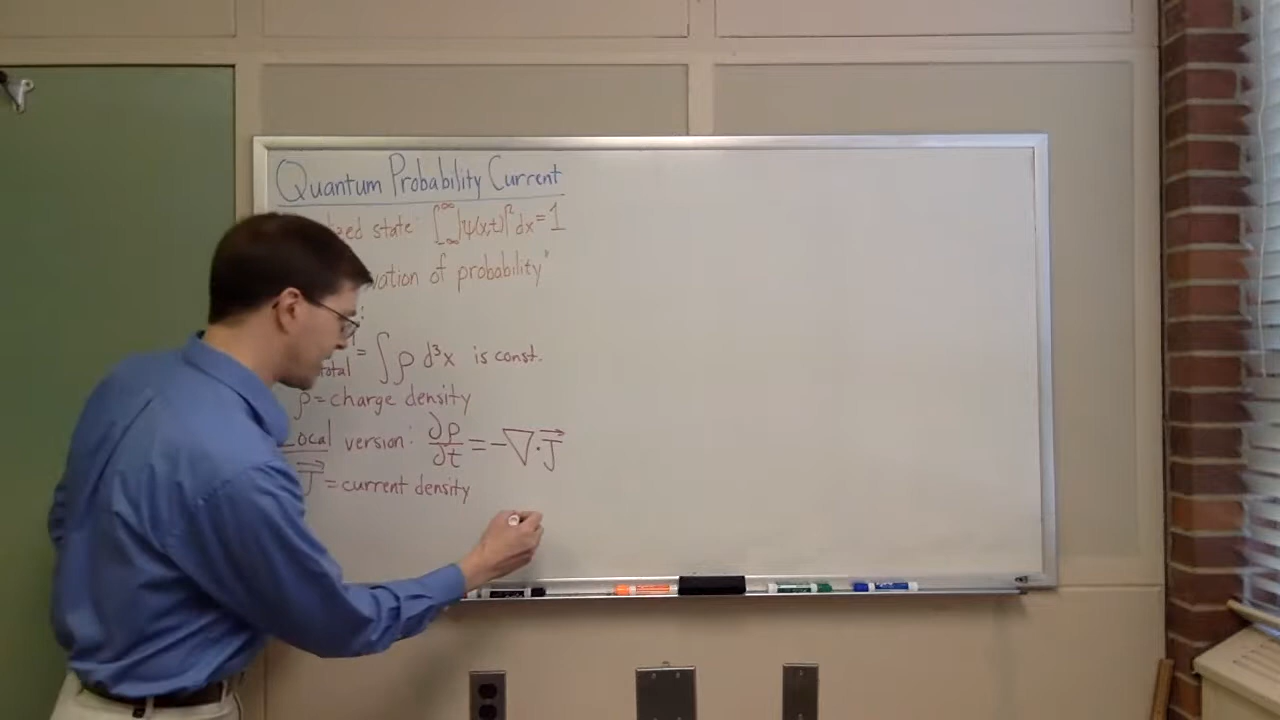 Quantum Probability Current
zed state: ∫_{-∞}^{∞} |ψ(x,t)|² dx = 1
vation of probability"
:
total = ∫ρ d³x is const.
ρ = charge density
Local version: ∂ρ/∂t = -∇·J⃗
J⃗ = current density